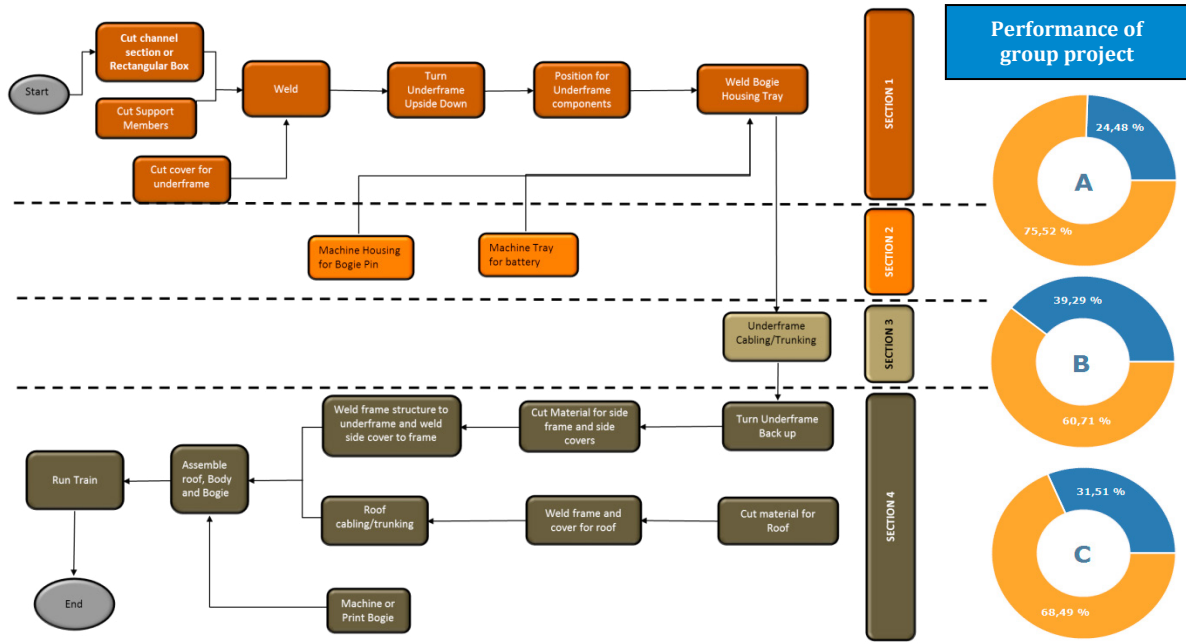 Performance of
group project
Cut channel
section or
Rectangular Box
Start
Cut Support
Members
Weld
Turn
Underframe
Upside Down
Position for
Underframe
components
Weld Bogie
Housing Tray
Cut cover for
underframe
SECTION 1
Machine Housing
for Bogie Pin
Machine Tray
for battery
SECTION 2
Underframe
Cabling/Trunking
SECTION 3
Weld frame structure to
underframe and weld
side cover to frame
Cut Material for side
frame and side
covers
Turn Underframe
Back up
Run Train
Assemble
roof, Body
and Bogie
Roof
cabling/trunking
Weld frame and
cover for roof
Cut material for
Roof
End
Machine or
Print Bogie
SECTION 4
24,48 %
A
75,52 %
39,29 %
B
60,71 %
31,51 %
C
68,49 %